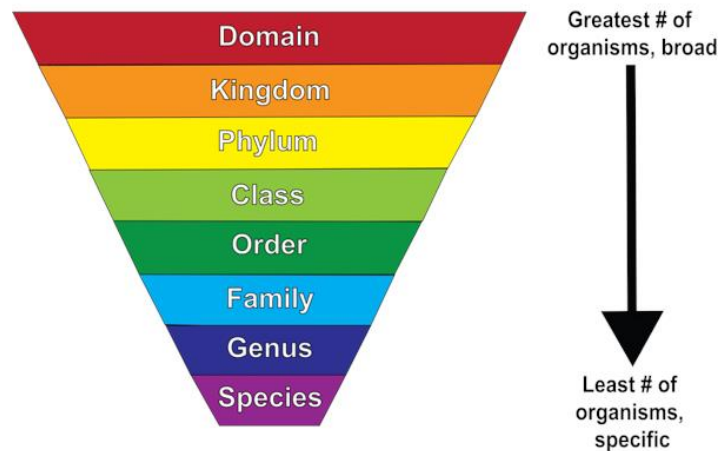 Domain
Kingdom
Phylum
Class
Order
Family
Genus
Species
Greatest # of
organisms, broad
Least # of
organisms,
specific